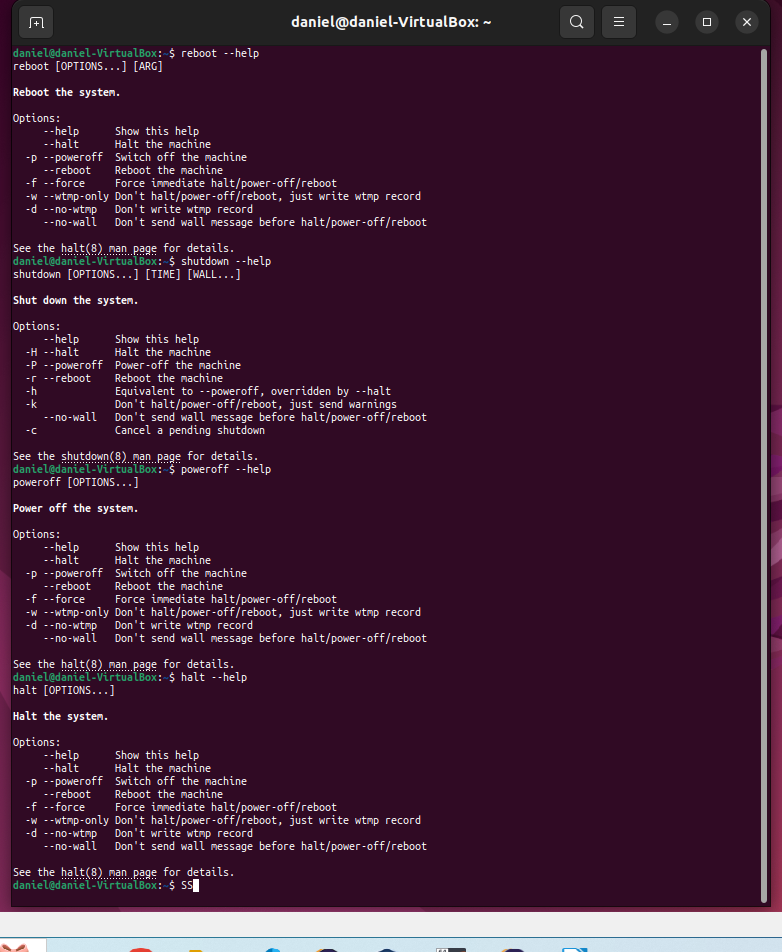 daniel@daniel-VirtualBox: ~
daniel@daniel-VirtualBox:~$ reboot --help
reboot [OPTIONS...] [ARG]

Reboot the system.

Options:
     --help      Show this help
     --halt      Halt the machine
  -p --poweroff  Switch off the machine
     --reboot    Reboot the machine
  -f --force     Force immediate halt/power-off/reboot
  -w --wtmp-only Don't halt/power-off/reboot, just write wtmp record
  -d --no-wtmp   Don't write wtmp record
     --no-wall   Don't send wall message before halt/power-off/reboot

See the halt(8) man page for details.
daniel@daniel-VirtualBox:~$ shutdown --help
shutdown [OPTIONS...] [TIME] [WALL...]

Shut down the system.

Options:
     --help      Show this help
  -H --halt      Halt the machine
  -P --poweroff  Power-off the machine
  -r --reboot    Reboot the machine
  -h             Equivalent to --poweroff, overridden by --halt
  -k             Don't halt/power-off/reboot, just send warnings
     --no-wall   Don't send wall message before halt/power-off/reboot
  -c             Cancel a pending shutdown

See the shutdown(8) man page for details.
daniel@daniel-VirtualBox:~$ poweroff --help
poweroff [OPTIONS...]

Power off the system.

Options:
     --help      Show this help
     --halt      Halt the machine
  -p --poweroff  Switch off the machine
     --reboot    Reboot the machine
  -f --force     Force immediate halt/power-off/reboot
  -w --wtmp-only Don't halt/power-off/reboot, just write wtmp record
  -d --no-wtmp   Don't write wtmp record
     --no-wall   Don't send wall message before halt/power-off/reboot

See the halt(8) man page for details.
daniel@daniel-VirtualBox:~$ halt --help
halt [OPTIONS...]

Halt the system.

Options:
     --help      Show this help
     --halt      Halt the machine
  -p --poweroff  Switch off the machine
     --reboot    Reboot the machine
  -f --force     Force immediate halt/power-off/reboot
  -w --wtmp-only Don't halt/power-off/reboot, just write wtmp record
  -d --no-wtmp   Don't write wtmp record
     --no-wall   Don't send wall message before halt/power-off/reboot

See the halt(8) man page for details.
daniel@daniel-VirtualBox:~$ SS